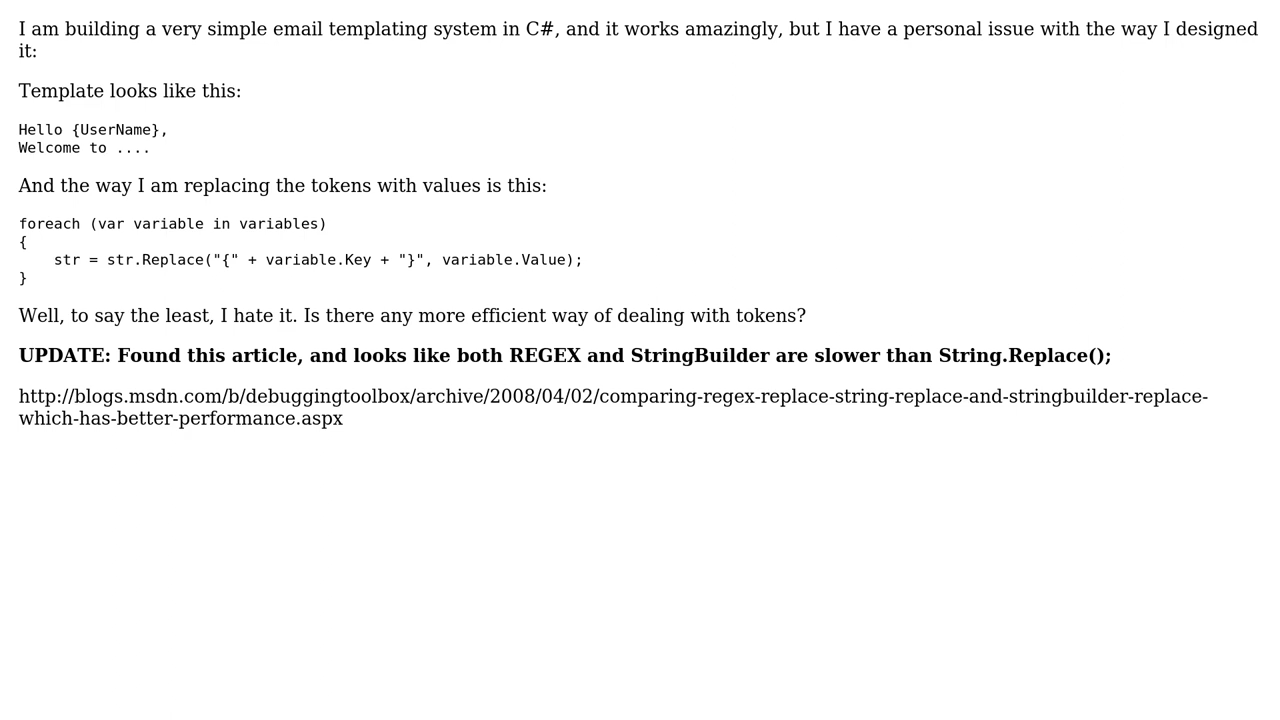 I am building a very simple email templating system in C#, and it works amazingly, but I have a personal issue with the way I designed
it:
Template looks like this:
Hello {UserName},
Welcome to ....
And the way I am replacing the tokens with values is this:
foreach (var variable in variables)
{
    str = str.Replace("{" + variable.Key + "}", variable.Value);
}
Well, to say the least, I hate it. Is there any more efficient way of dealing with tokens?
UPDATE: Found this article, and looks like both REGEX and StringBuilder are slower than String.Replace();
http://blogs.msdn.com/b/debuggingtoolbox/archive/2008/04/02/comparing-regex-replace-string-replace-and-stringbuilder-replace-
which-has-better-performance.aspx